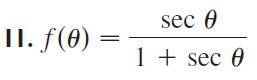 11. f(θ) = sec θ / 1 + sec θ